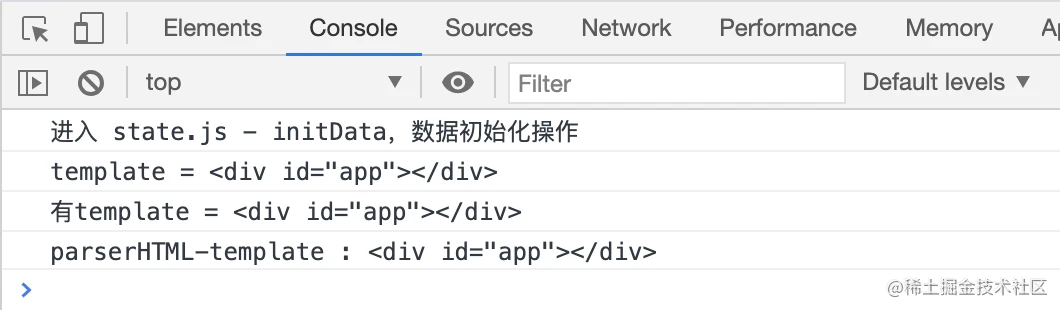 Elements Console Sources Network Performance Memory Ap
top Filter Default levels
进入 state.js - initData，数据初始化操作
template = <div id="app"></div>
有template = <div id="app"></div>
parserHTML-template : <div id="app"></div>
@稀土掘金技术社区